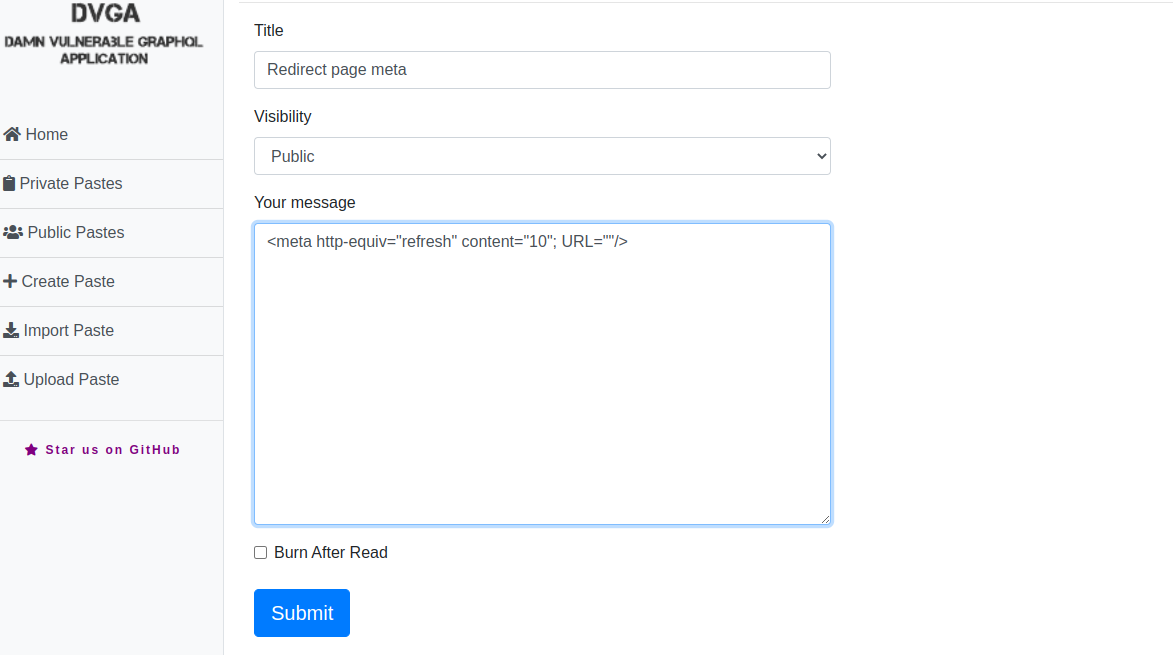 DVGA
DAMN VULNERABLE GRAPHQL
APPLICATION
Home
Private Pastes
Public Pastes
Create Paste
Import Paste
Upload Paste
Star us on GitHub
Title
Redirect page meta
Visibility
Public
Your message
<meta http-equiv="refresh" content="10"; URL=""/>
Burn After Read
Submit